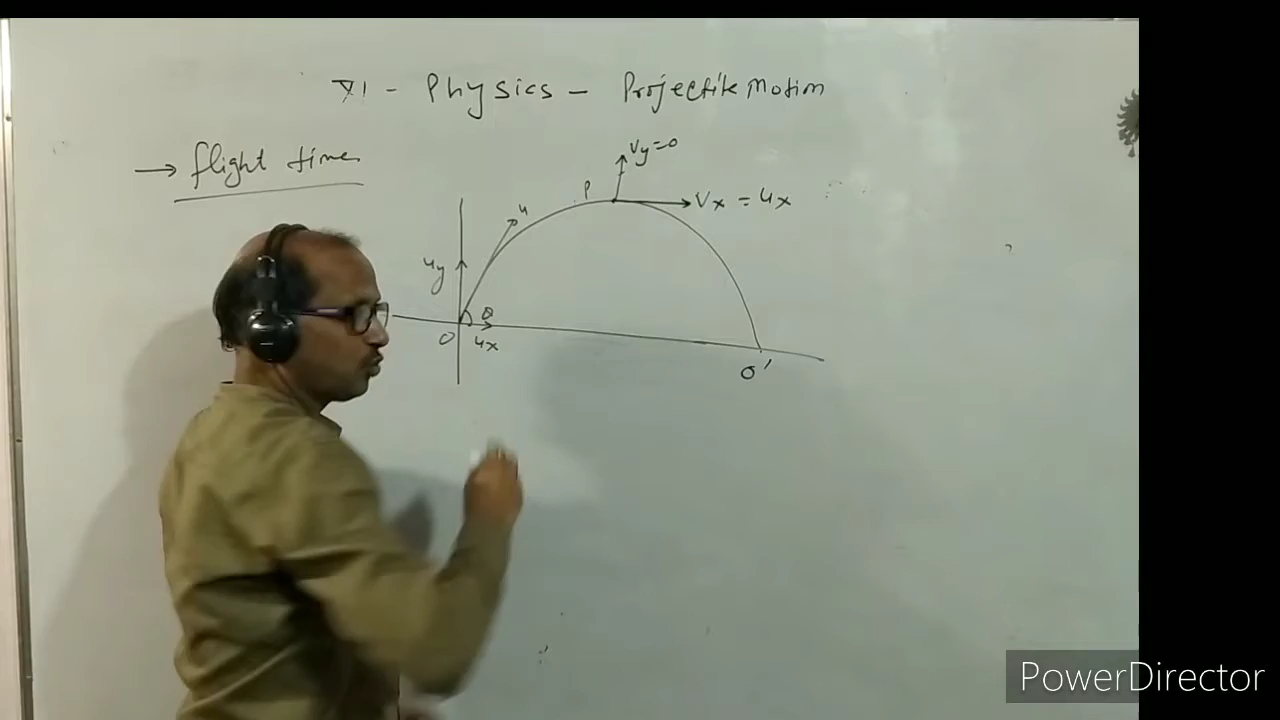 XI - Physics - Projectile Motion
→ flight time
Vy=0
P
Vx = ux
u
uy
θ
O
ux
O'
PowerDirector